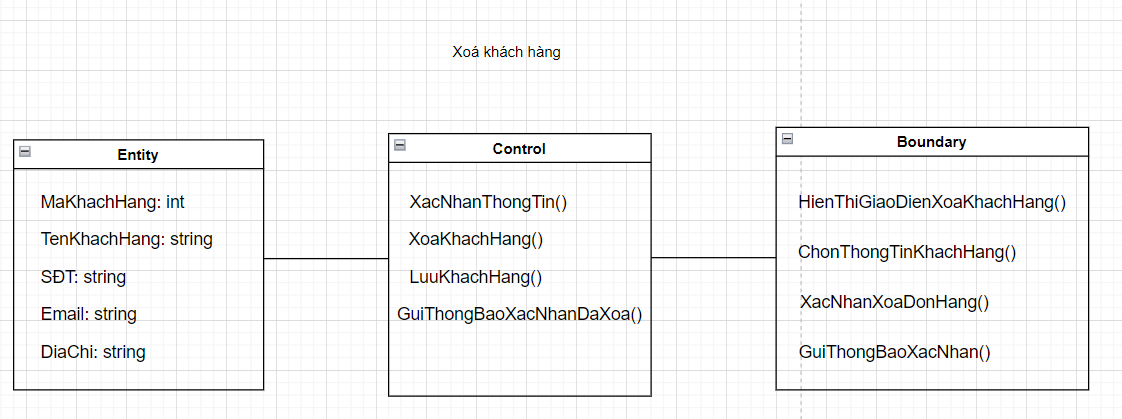 Xoá khách hàng
Entity
MaKhachHang: int
TenKhachHang: string
SĐT: string
Email: string
DiaChi: string
Control
XacNhanThongTin()
XoaKhachHang()
LuuKhachHang()
GuiThongBaoXacNhanDaXoa()
Boundary
HienThiGiaoDienXoaKhachHang()
ChonThongTinKhachHang()
XacNhanXoaDonHang()
GuiThongBaoXacNhan()